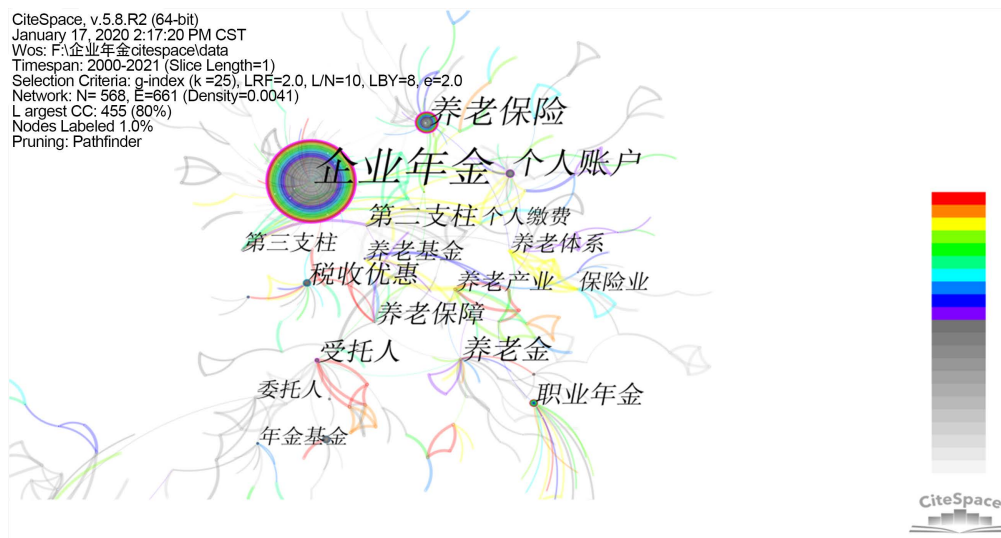 CiteSpace, v.5.8.R2 (64-bit)
January 17, 2020 2:17:20 PM CST
Wos: F:\企业年金citespace\data
Timespan: 2000-2021 (Slice Length=1)
Selection Criteria: g-index (k =25), LRF=2.0, L/N=10, LBY=8, e=2.0
Network: N= 568, E=661 (Density=0.0041)
L argest CC: 455 (80%)
Nodes Labeled 1.0%
Pruning: Pathfinder
养老保险
企业年金
个人账户
第二支柱
个人缴费
第三支柱
养老基金
养老体系
税收优惠
养老产业
保险业
养老保障
受托人
养老金
委托人
职业年金
年金基金
CiteSpace